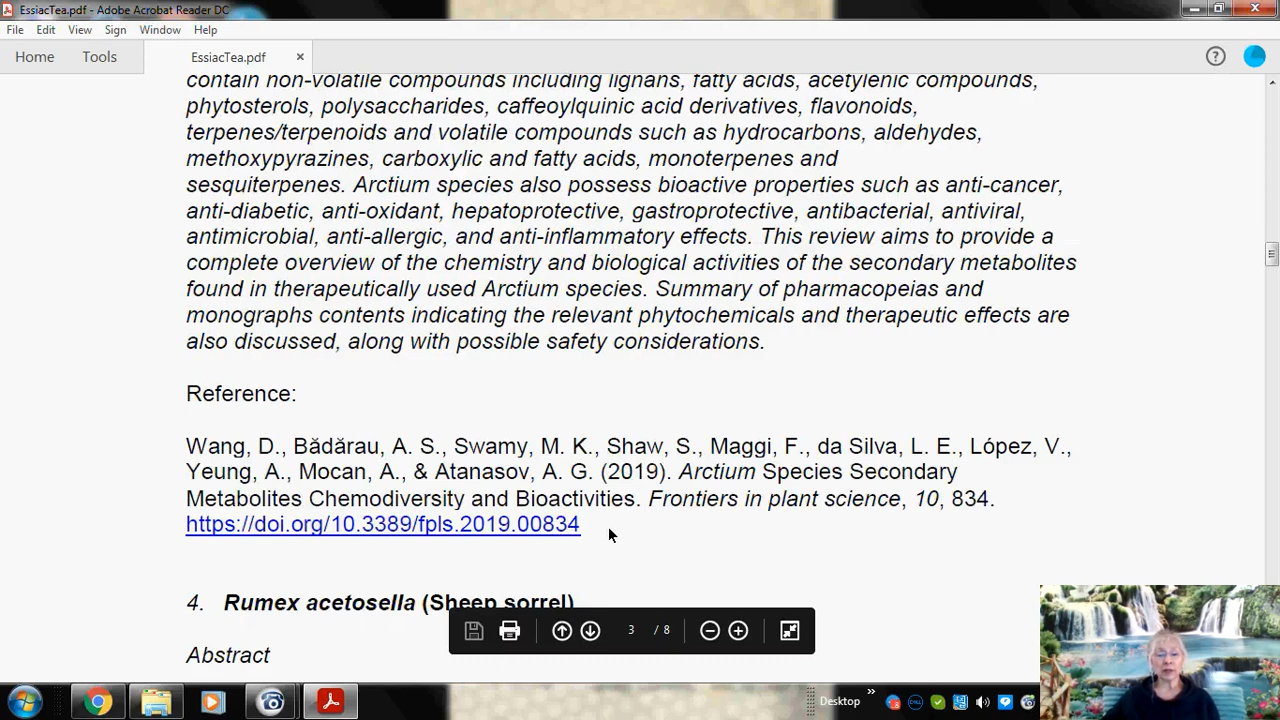 EssiacTea.pdf - Adobe Acrobat Reader DC
File Edit View Sign Window Help
Home Tools EssiacTea.pdf
contain non-volatile compounds including lignans, fatty acids, acetylenic compounds,
phytosterols, polysaccharides, caffeoylquinic acid derivatives, flavonoids,
terpenes/terpenoids and volatile compounds such as hydrocarbons, aldehydes,
methoxypyrazines, carboxylic and fatty acids, monoterpenes and
sesquiterpenes. Arctium species also possess bioactive properties such as anti-cancer,
anti-diabetic, anti-oxidant, hepatoprotective, gastroprotective, antibacterial, antiviral,
antimicrobial, anti-allergic, and anti-inflammatory effects. This review aims to provide a
complete overview of the chemistry and biological activities of the secondary metabolites
found in therapeutically used Arctium species. Summary of pharmacopeias and
monographs contents indicating the relevant phytochemicals and therapeutic effects are
also discussed, along with possible safety considerations.
Reference:
Wang, D., Bădărau, A. S., Swamy, M. K., Shaw, S., Maggi, F., da Silva, L. E., López, V.,
Yeung, A., Mocan, A., & Atanasov, A. G. (2019). Arctium Species Secondary
Metabolites Chemodiversity and Bioactivities. Frontiers in plant science, 10, 834.
https://doi.org/10.3389/fpls.2019.00834
4. Rumex acetosella (Sheep sorrel)
3 / 8
Abstract
Desktop